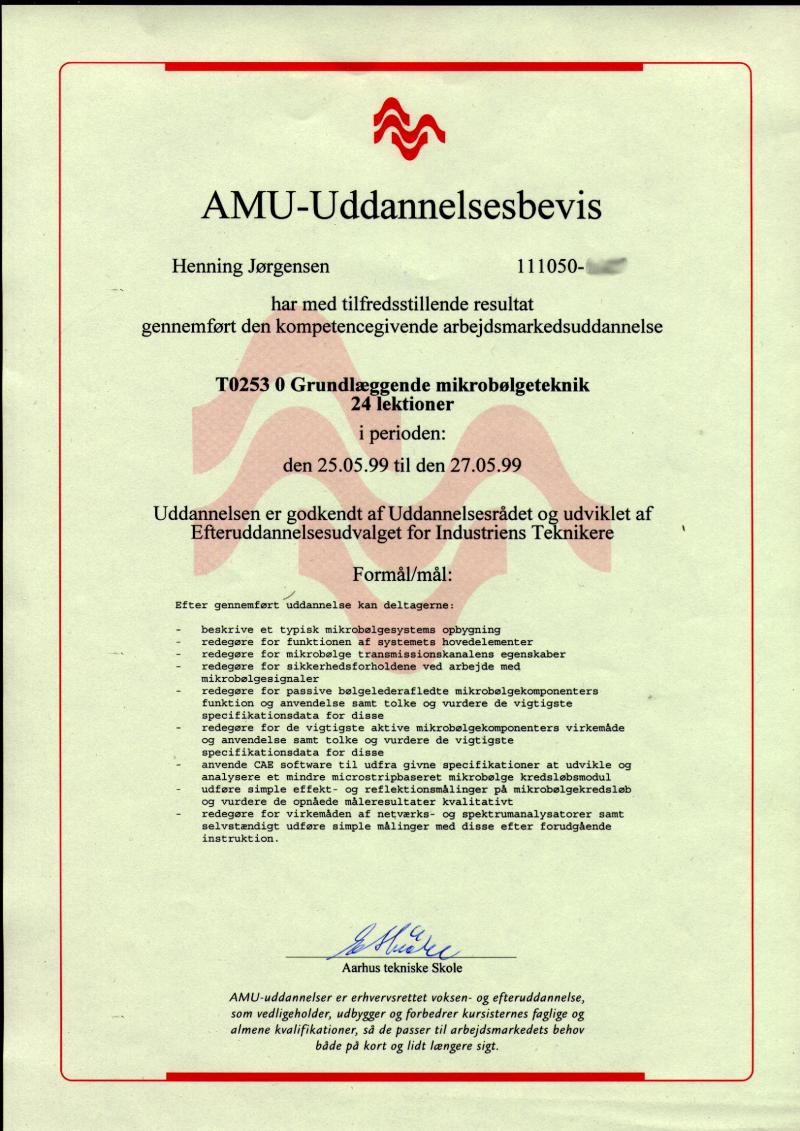 AMU-Uddannelsesbevis
Henning Jørgensen 111050-
har med tilfredsstillende resultat
gennemført den kompetencegivende arbejdsmarkedsuddannelse
T0253 0 Grundlæggende mikrobølgeteknik
24 lektioner
i perioden:
den 25.05.99 til den 27.05.99
Uddannelsen er godkendt af Uddannelsesrådet og udviklet af
Efteruddannelsesudvalget for Industriens Teknikere
Formål/mål:
Efter gennemført uddannelse kan deltagerne:
- beskrive et typisk mikrobølgesystems opbygning
- redegøre for funktionen af systemets hovedelementer
- redegøre for mikrobølge transmissionskanalens egenskaber
- redegøre for sikkerhedsforholdene ved arbejde med
mikrobølgesignaler
- redegøre for passive bølgelederafledte mikrobølgekomponenters
funktion og anvendelse samt tolke og vurdere de vigtigste
specifikationsdata for disse
- redegøre for de vigtigste aktive mikrobølgekomponenters virkemåde
og anvendelse samt tolke og vurdere de vigtigste
specifikationsdata for disse
- anvende CAE software til udfra givne specifikationer at udvikle og
analysere et mindre microstripbaseret mikrobølge kredsløbsmodul
- udføre simple effekt- og reflektionsmålinger på mikrobølgekredsløb
og vurdere de opnåede måleresultater kvalitativt
- redegøre for virkemåden af netværks- og spektrumanalysatorer samt
selvstændigt udføre simple målinger med disse efter forudgående
instruktion.
Aarhus tekniske Skole
AMU-uddannelser er erhvervsrettet voksen- og efteruddannelse,
som vedligeholder, udbygger og forbedrer kursisternes faglige og
almene kvalifikationer, så de passer til arbejdsmarkedets behov
både på kort og lidt længere sigt.